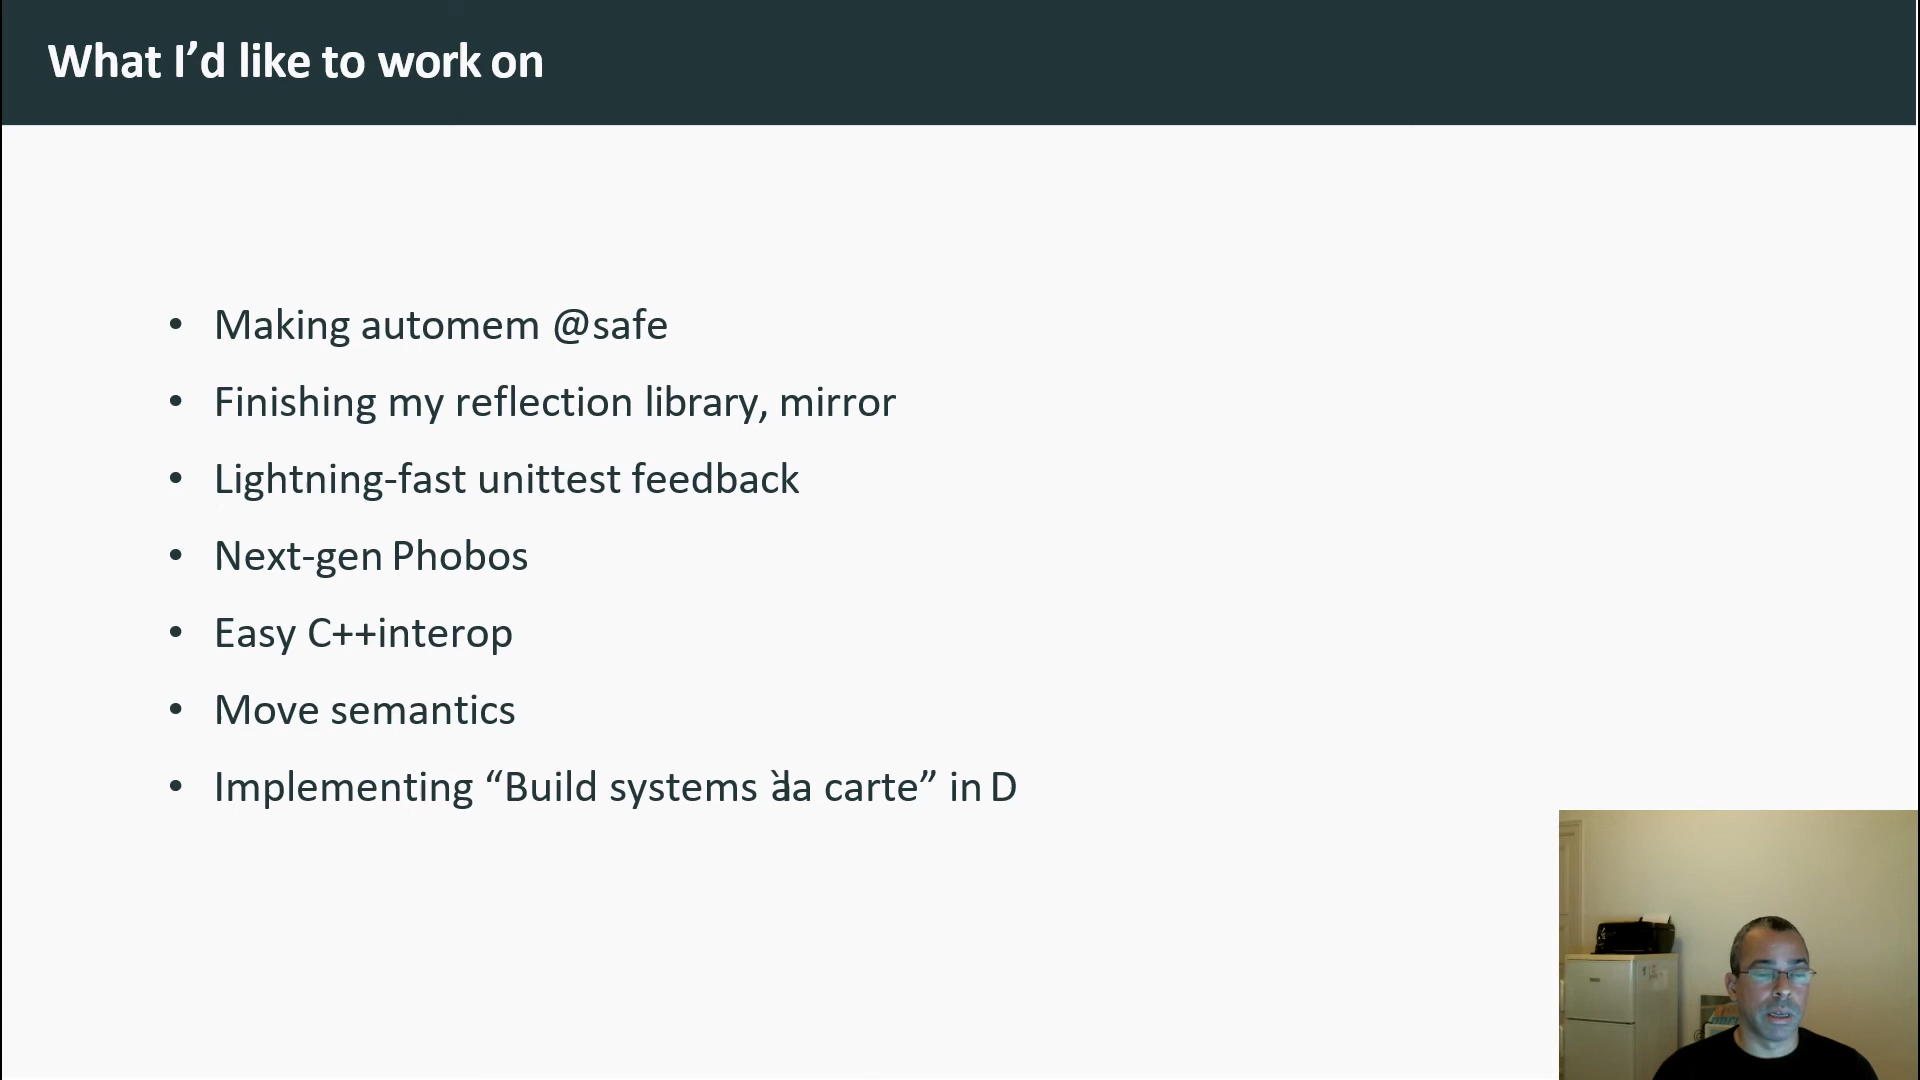 What I’d like to work on
• Making automem @safe
• Finishing my reflection library, mirror
• Lightning-fast unittest feedback
• Next-gen Phobos
• Easy C++interop
• Move semantics
• Implementing “Build systems à la carte” in D